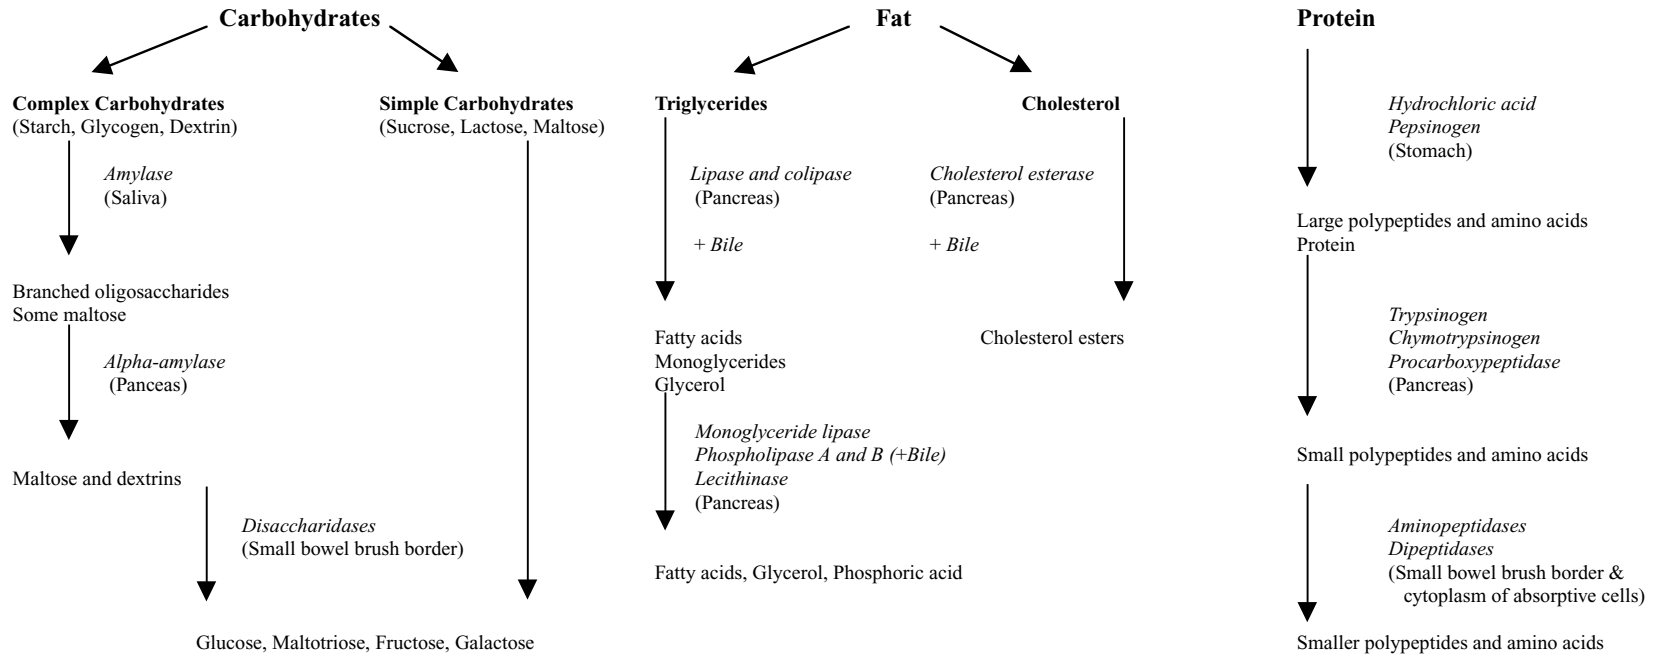 Carbohydrates
Complex Carbohydrates
(Starch, Glycogen, Dextrin)
Simple Carbohydrates
(Sucrose, Lactose, Maltose)
Amylase
(Saliva)
Branched oligosaccharides
Some maltose
Alpha-amylase
(Panceas)
Maltose and dextrins
Disaccharidases
(Small bowel brush border)
Glucose, Maltotriose, Fructose, Galactose
Fat
Triglycerides
Cholesterol
Lipase and colipase
(Pancreas)
+ Bile
Cholesterol esterase
(Pancreas)
+ Bile
Fatty acids
Monoglycerides
Glycerol
Cholesterol esters
Monoglyceride lipase
Phospholipase A and B (+Bile)
Lecithinase
(Pancreas)
Fatty acids, Glycerol, Phosphoric acid
Protein
Hydrochloric acid
Pepsinogen
(Stomach)
Large polypeptides and amino acids
Protein
Trypsinogen
Chymotrypsinogen
Procarboxypeptidase
(Pancreas)
Small polypeptides and amino acids
Aminopeptidases
Dipeptidases
(Small bowel brush border &
cytoplasm of absorptive cells)
Smaller polypeptides and amino acids